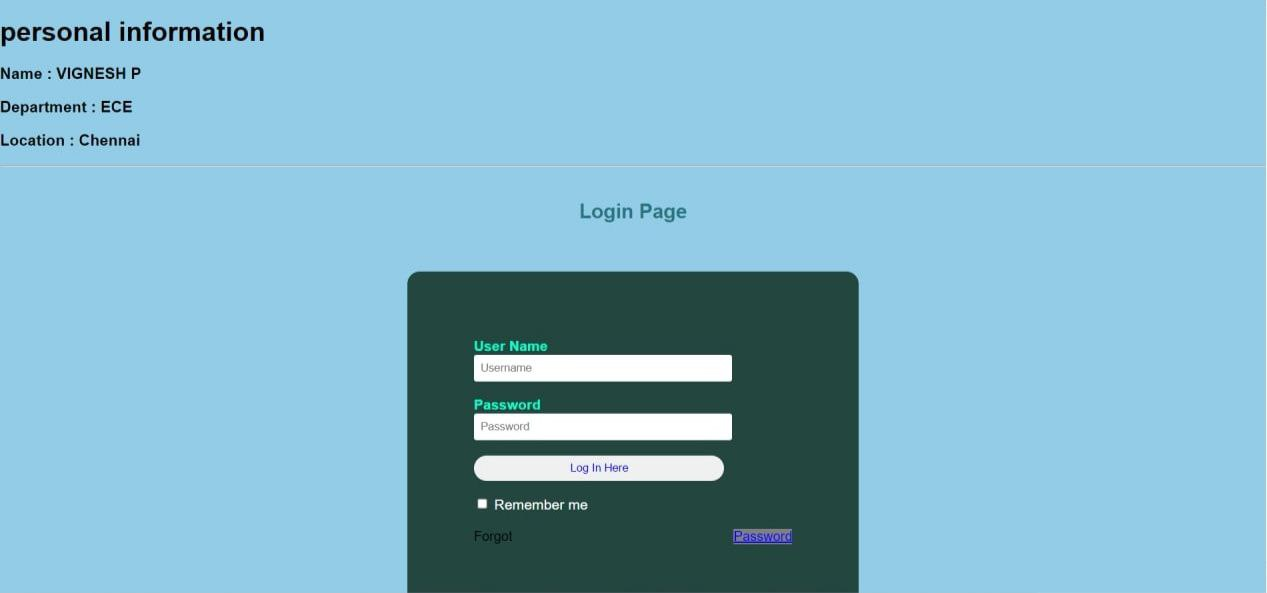 personal information
Name : VIGNESH P
Department : ECE
Location : Chennai
Login Page
User Name
Username
Password
Password
Log In Here
Remember me
Forgot Password